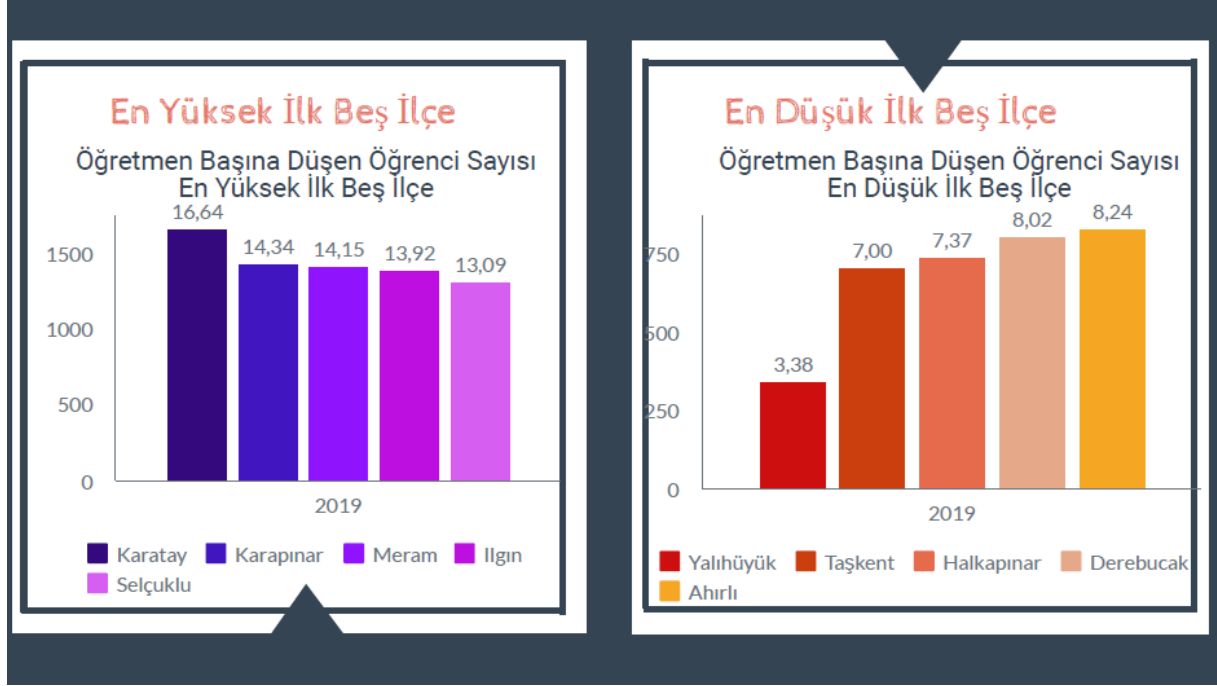 En Yüksek İlk Beş İlçe
Öğretmen Başına Düşen Öğrenci Sayısı
En Yüksek İlk Beş İlçe
16,64
14,34
14,15
13,92
13,09
1500
1000
500
0
2019
Karatay
Karapınar
Meram
Ilgın
Selçuklu
En Düşük İlk Beş İlçe
Öğretmen Başına Düşen Öğrenci Sayısı
En Düşük İlk Beş İlçe
3,38
7,00
7,37
8,02
8,24
750
500
250
0
2019
Yalıhüyük
Taşkent
Halkapınar
Derebucak
Ahırlı